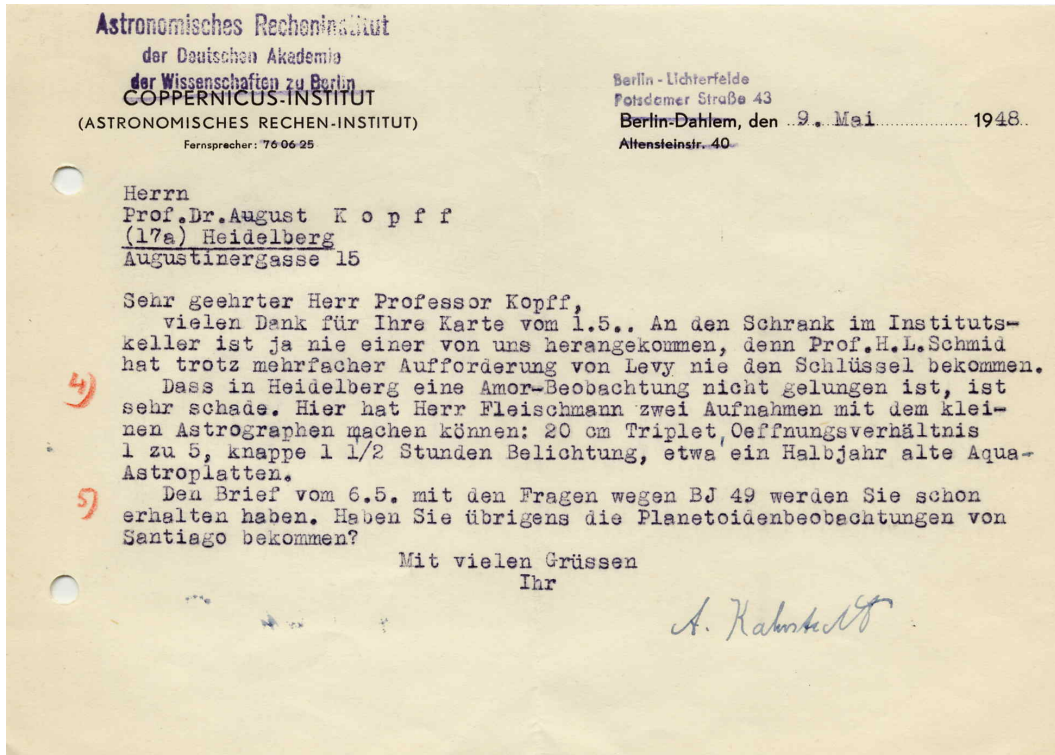 Astronomisches Recheninstitut
der Deutschen Akademie
der Wissenschaften zu Berlin
COPPERNICUS-INSTITUT
(ASTRONOMISCHES RECHEN-INSTITUT)
Fernsprecher: 76 06 25
Berlin-Lichterfelde
Potsdamer Straße 43
Berlin-Dahlem, den 9. Mai 1948
Altensteinstr. 40
Herrn
Prof.Dr.August K o p f f
(17a) Heidelberg
Augustinergasse 15
Sehr geehrter Herr Professor Kopff,
vielen Dank für Ihre Karte vom 1.5.. An den Schrank im Instituts-
keller ist ja nie einer von uns herangekommen, denn Prof.H.L.Schmid
hat trotz mehrfacher Aufforderung von Levy nie den Schlüssel bekommen.
4)
Dass in Heidelberg eine Amor-Beobachtung nicht gelungen ist, ist
sehr schade. Hier hat Herr Fleischmann zwei Aufnahmen mit dem klei-
nen Astrographen machen können: 20 cm Triplet, Oeffnungsverhältnis
1 zu 5, knappe 1 1/2 Stunden Belichtung, etwa ein Halbjahr alte Aqua-
Astroplatten.
5)
Den Brief vom 6.5. mit den Fragen wegen BJ 49 werden Sie schon
erhalten haben. Haben Sie übrigens die Planetoidenbeobachtungen von
Santiago bekommen?
Mit vielen Grüssen
Ihr
A. Kahrstedt